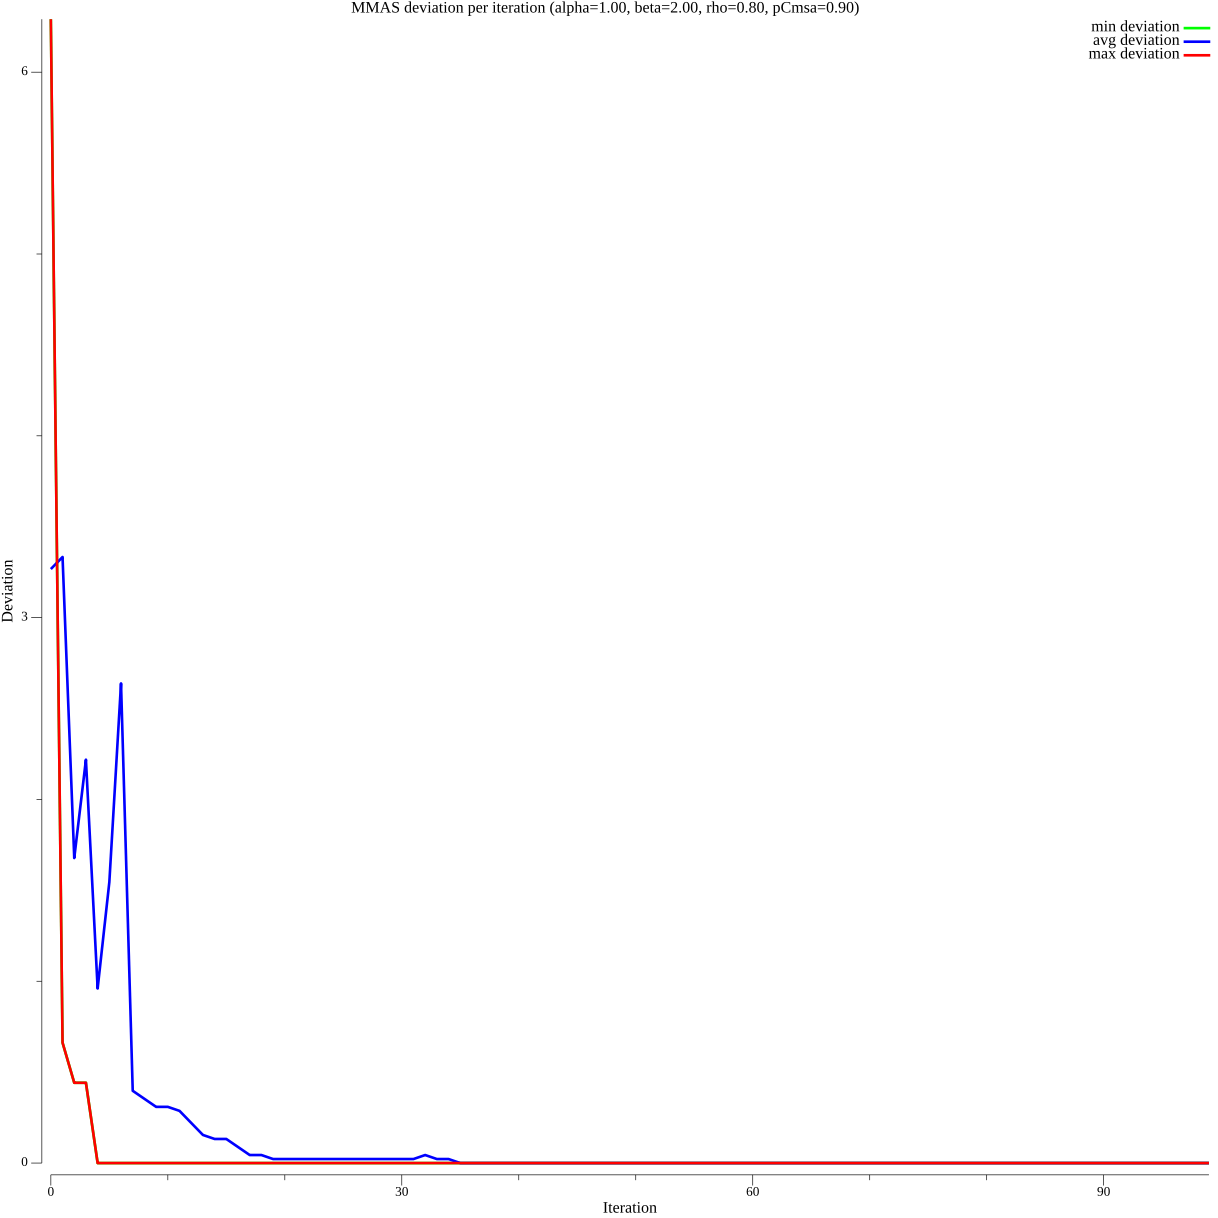 MMAS deviation per iteration (alpha=1.00, beta=2.00, rho=0.80, pCmsa=0.90)
min deviation
avg deviation
max deviation
6
3
0
Deviation
0 30 60 90
Iteration